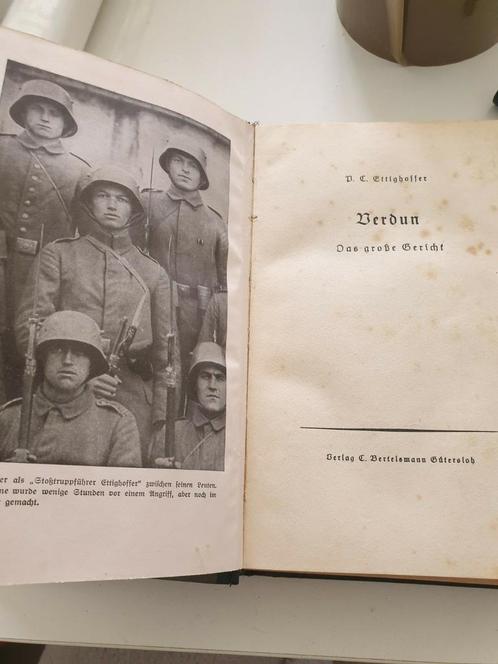 er als „Stoßtruppführer Ettighoffer“ zwischen seinen Leuten.
me wurde wenige Stunden vor einem Angriff, aber noch im
gemacht.
P. C. Ettighoffer
Verdun
Das große Gericht
Verlag C. Bertelsmann Gütersloh